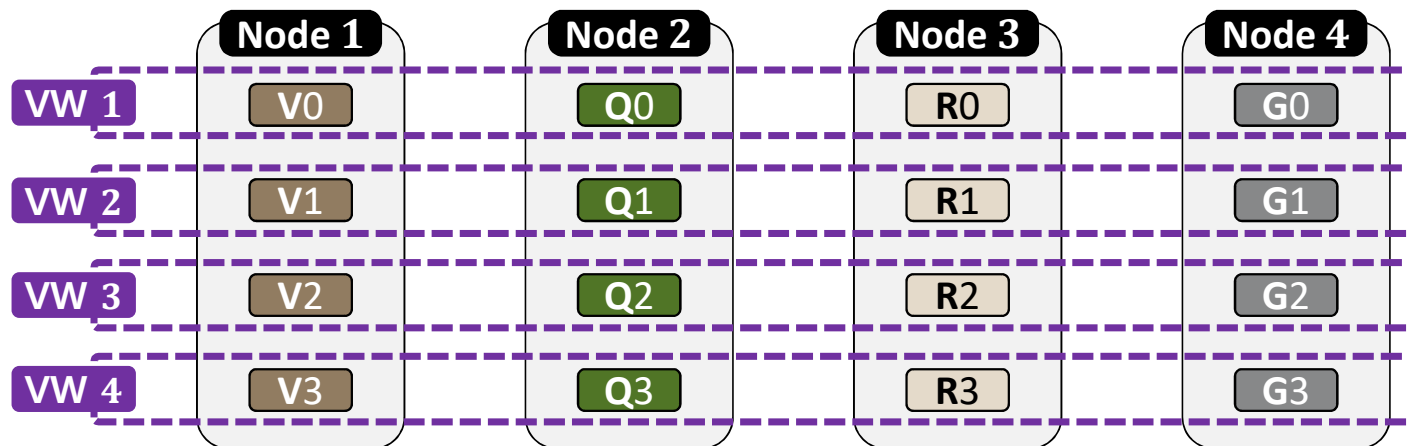 Node 1 Node 2 Node 3 Node 4
VW 1 V0 Q0 R0 G0
VW 2 V1 Q1 R1 G1
VW 3 V2 Q2 R2 G2
VW 4 V3 Q3 R3 G3